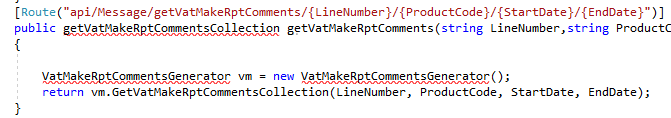 [Route("api/Message/getVatMakeRptComments/{LineNumber}/{ProductCode}/{StartDate}/{EndDate}")]
public getVatMakeRptCommentsCollection getVatMakeRptComments(string LineNumber,string ProductC
{
VatMakeRptCommentsGenerator vm = new VatMakeRptCommentsGenerator();
return vm.GetVatMakeRptCommentsCollection(LineNumber, ProductCode, StartDate, EndDate);
}